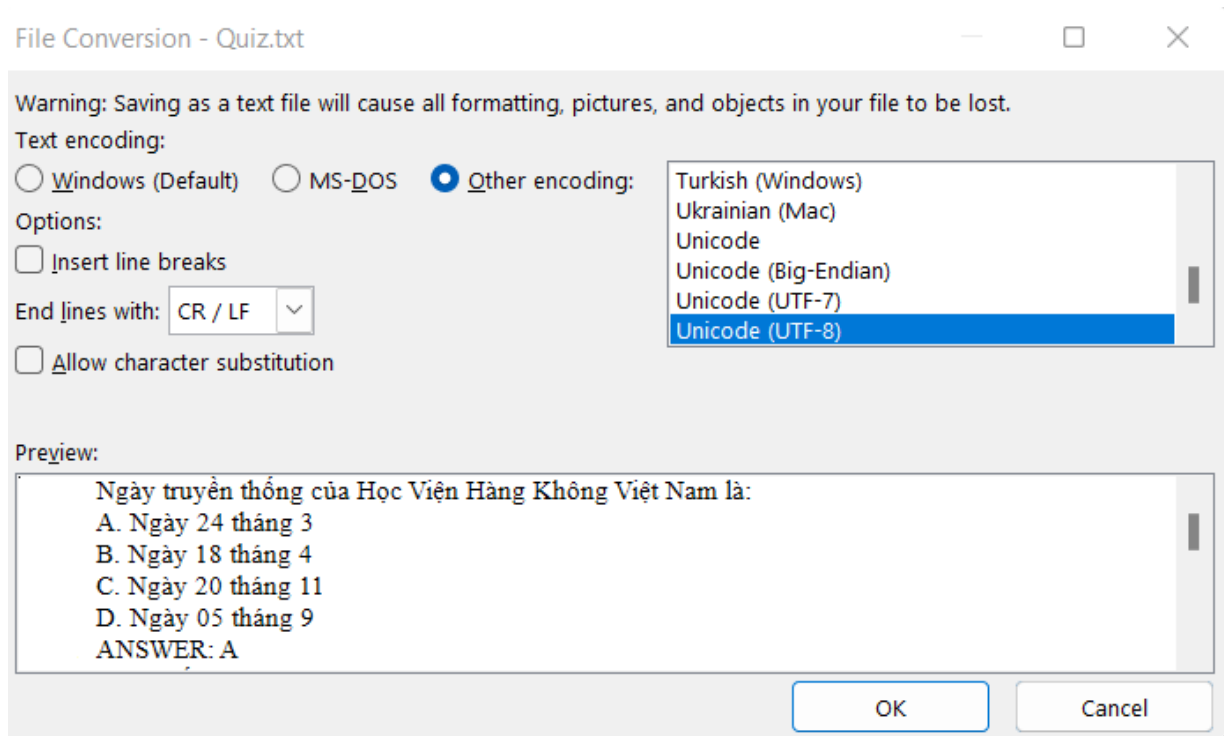 File Conversion - Quiz.txt
Warning: Saving as a text file will cause all formatting, pictures, and objects in your file to be lost.
Text encoding:
Windows (Default) MS-DOS Other encoding:
Turkish (Windows)
Ukrainian (Mac)
Unicode
Unicode (Big-Endian)
Unicode (UTF-7)
Unicode (UTF-8)
Options:
Insert line breaks
End lines with: CR / LF
Allow character substitution
Preview:
Ngày truyền thống của Học Viện Hàng Không Việt Nam là:
A. Ngày 24 tháng 3
B. Ngày 18 tháng 4
C. Ngày 20 tháng 11
D. Ngày 05 tháng 9
ANSWER: A
OK Cancel